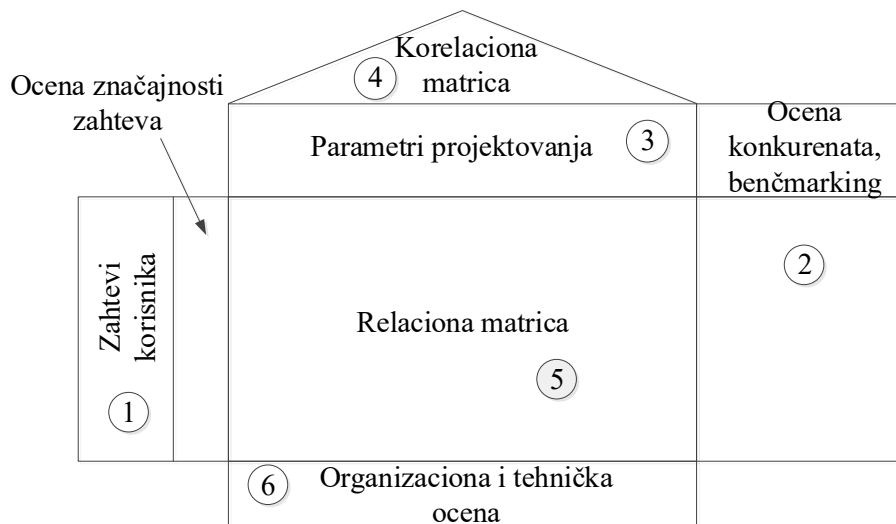 Korelaciona
matrica
4
Ocena značajnosti
zahteva
Parametri projektovanja
3
Ocena
konkurenata,
benčmarking
Zahtevi
korisnika
1
2
Relaciona matrica
5
6
Organizaciona i tehnička
ocena